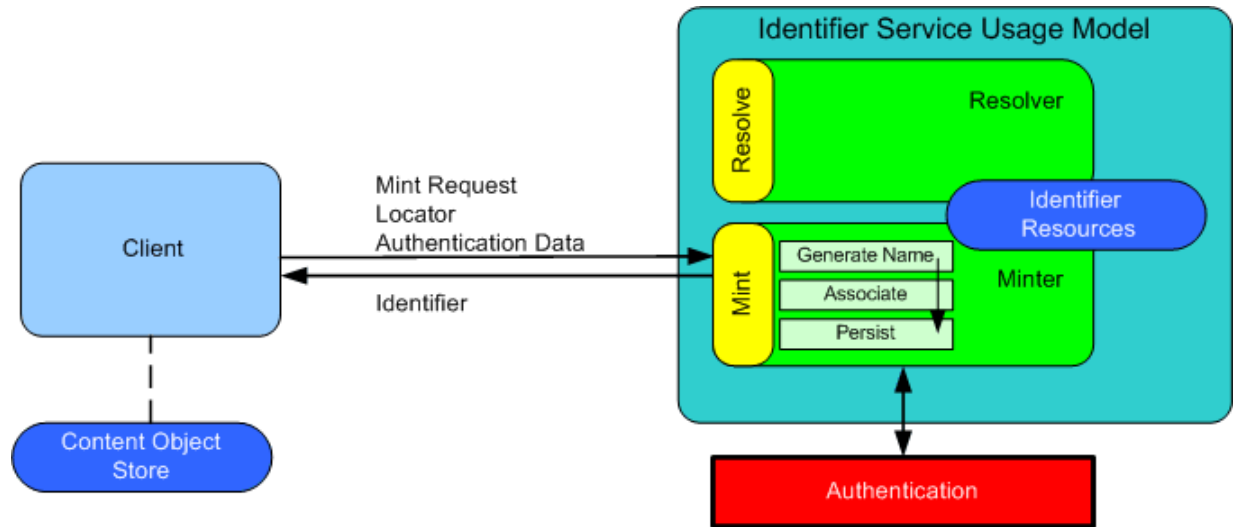 Identifier Service Usage Model
Resolve
Resolver
Identifier
Resources
Mint Request
Locator
Authentication Data
Client
Identifier
Mint
Generate Name
Associate
Persist
Minter
Content Object
Store
Authentication